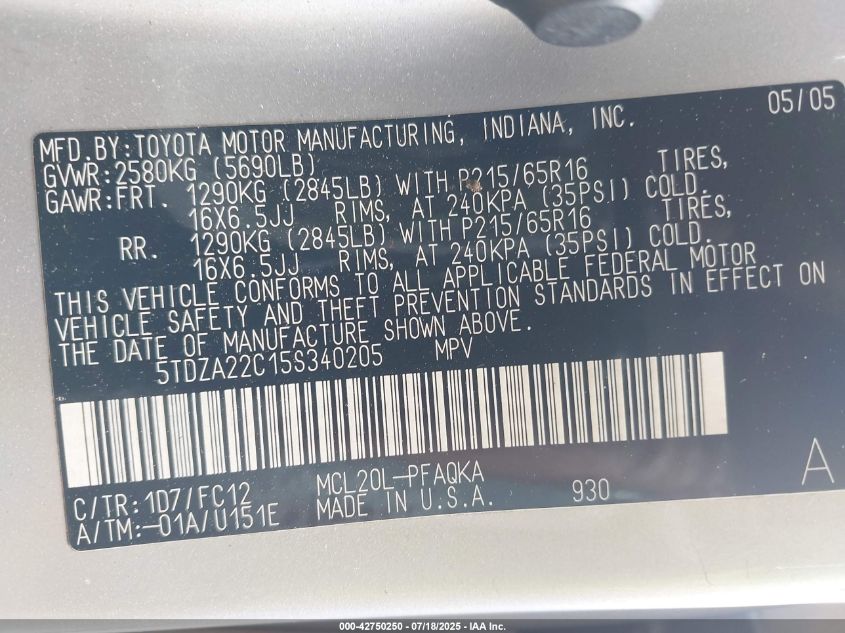 05/05
MFD.BY:TOYOTA MOTOR MANUFACTURING, INDIANA, INC.
GVWR:2580KG (5690LB)
GAWR:FRT. 1290KG (2845LB) WITH P215/65R16 TIRES,
16X6.5JJ RIMS, AT 240KPA (35PSI) COLD.
RR. 1290KG (2845LB) WITH P215/65R16 TIRES,
16X6.5JJ RIMS, AT 240KPA (35PSI) COLD.
THIS VEHICLE CONFORMS TO ALL APPLICABLE FEDERAL MOTOR
VEHICLE SAFETY AND THEFT PREVENTION STANDARDS IN EFFECT ON
THE DATE OF MANUFACTURE SHOWN ABOVE.
5TDZA22C15S340205 MPV
C/TR:1D7/FC12 MCL20L-PFAQKA A
A/TM:-01A/U151E MADE IN U.S.A. 930
000-42750250 - 07/18/2025 - IAA Inc.